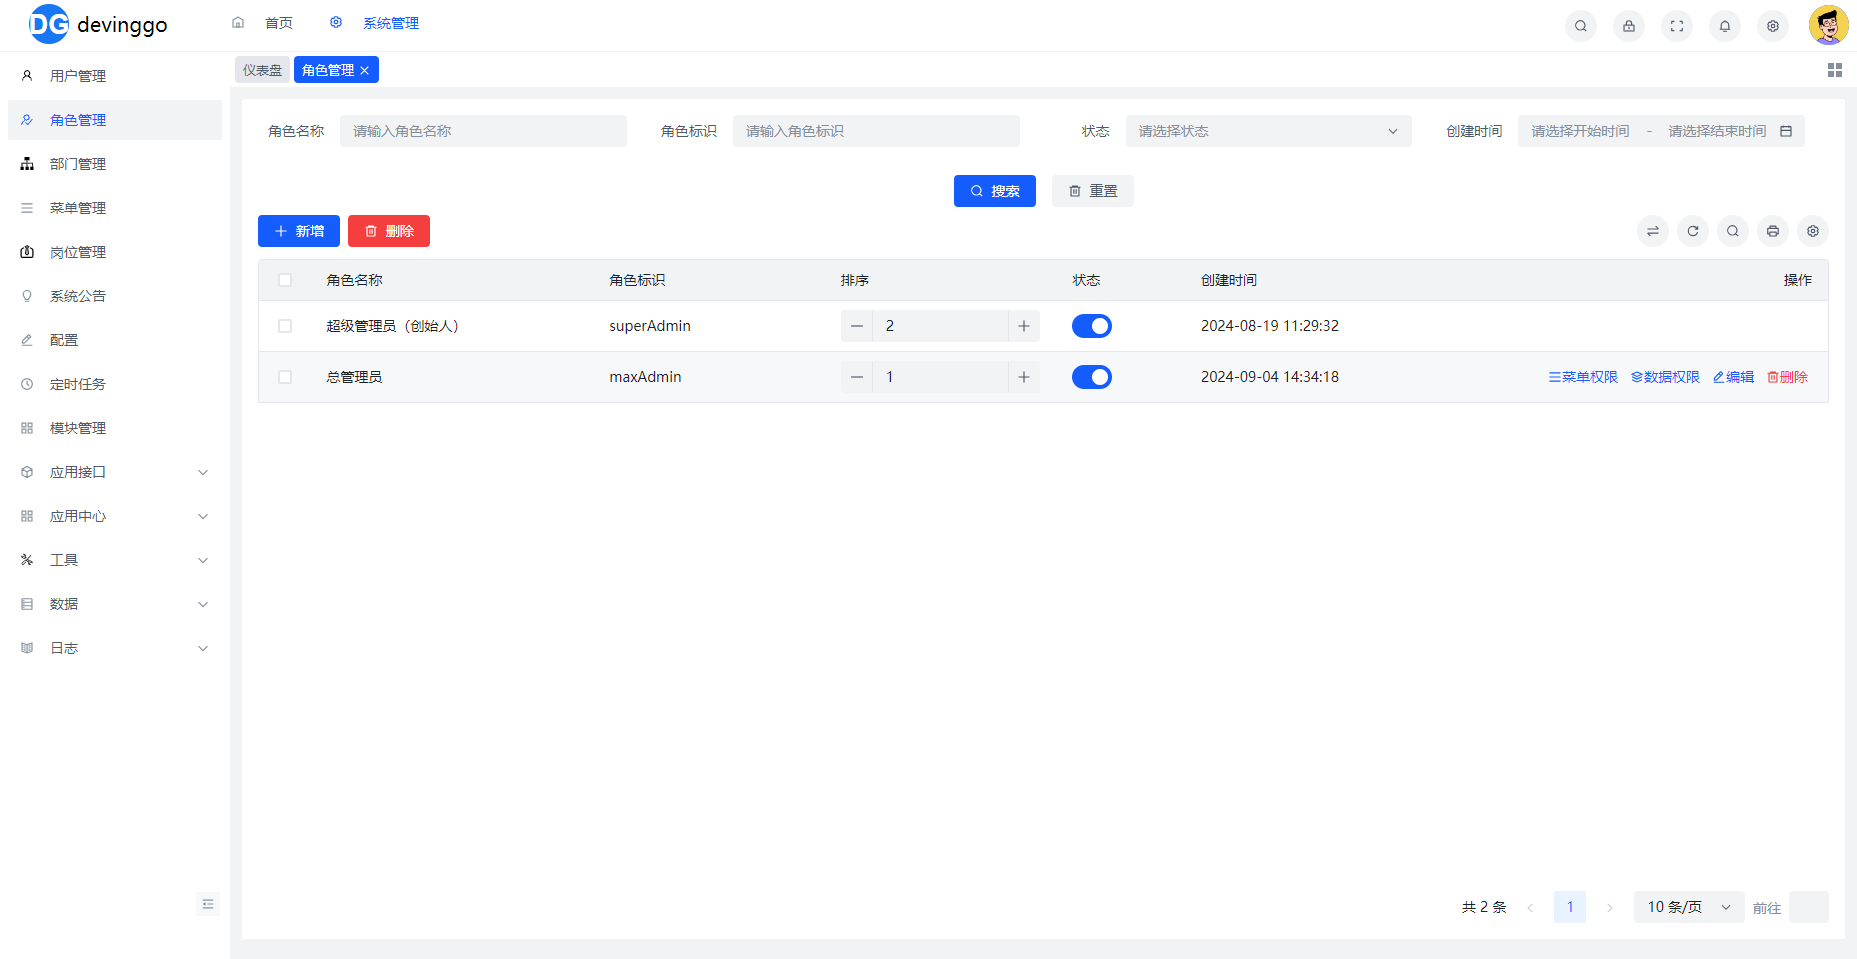 DG devinggo
首页
系统管理
用户管理
角色管理
部门管理
菜单管理
岗位管理
系统公告
配置
定时任务
模块管理
应用接口
应用中心
工具
数据
日志
仪表盘
角色管理
角色名称 请输入角色名称
角色标识 请输入角色标识
状态 请选择状态
创建时间 请选择开始时间 - 请选择结束时间
搜索
重置
新增
删除
角色名称 角色标识 排序 状态 创建时间 操作
超级管理员（创始人） superAdmin 2 2024-08-19 11:29:32
总管理员 maxAdmin 1 2024-09-04 14:34:18 菜单权限 数据权限 编辑 删除
共 2 条 1 10 条/页 前往